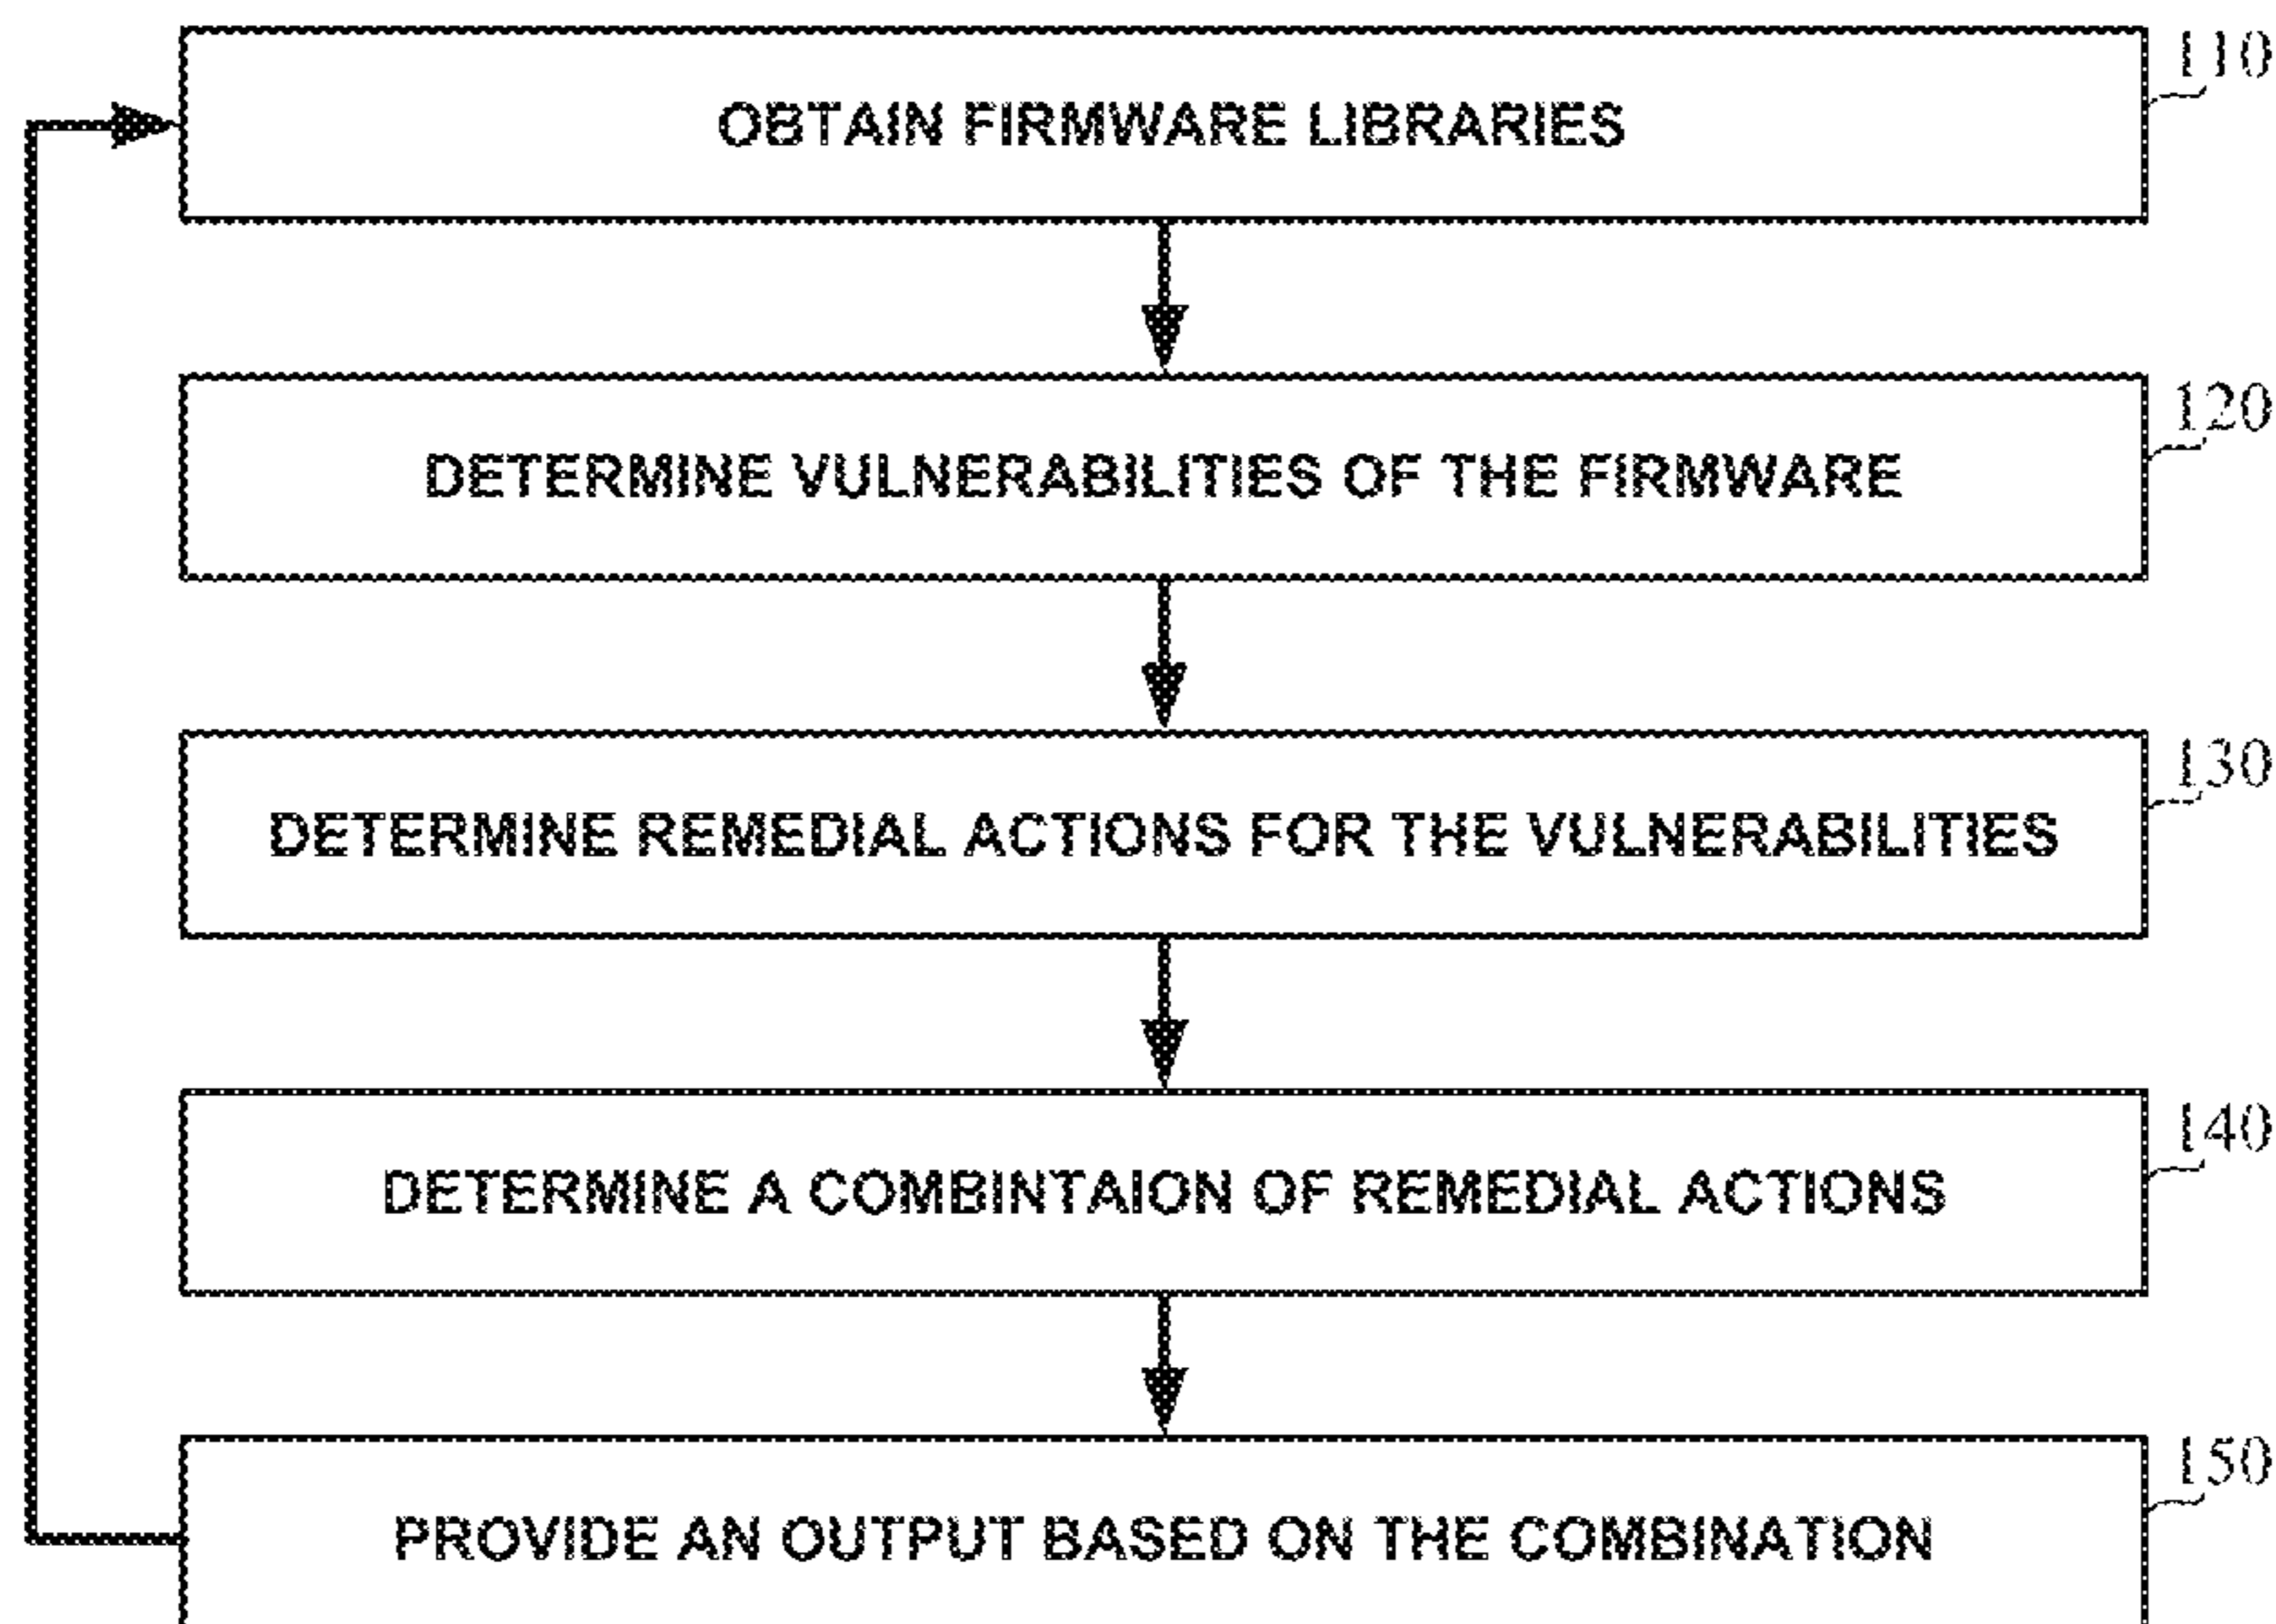 110
OBTAIN FIRMWARE LIBRARIES
120
DETERMINE VULNERABILITIES OF THE FIRMWARE
130
DETERMINE REMEDIAL ACTIONS FOR THE VULNERABILITIES
140
DETERMINE A COMBINTAION OF REMEDIAL ACTIONS
150
PROVIDE AN OUTPUT BASED ON THE COMBINATION